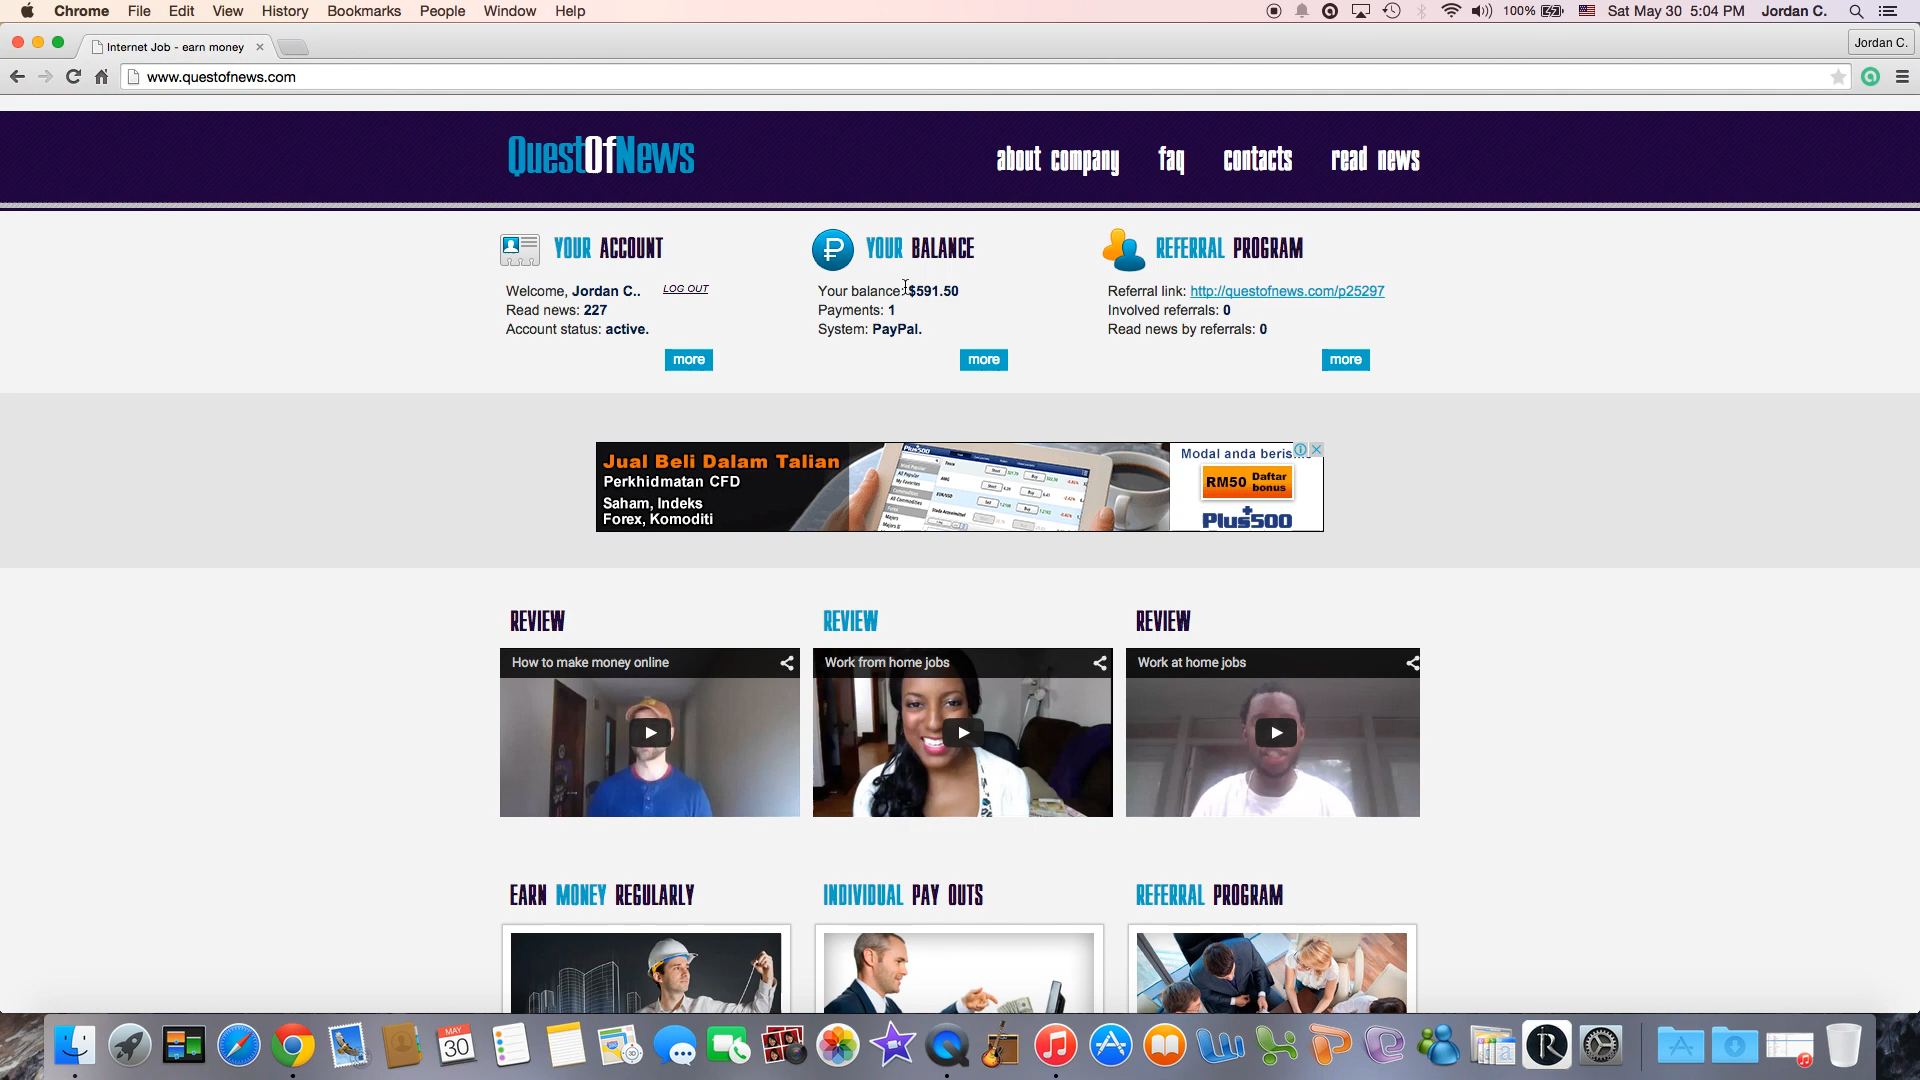 Chrome File Edit View History Bookmarks People Window Help 100% Sat May 30 5:04 PM Jordan C.
Internet Job - earn money Jordan C.
www.questofnews.com
QuestOfNews
about company faq contacts read news
YOUR ACCOUNT
Welcome, Jordan C.. LOG OUT
Read news: 227
Account status: active.
more
YOUR BALANCE
Your balance: $591.50
Payments: 1
System: PayPal.
more
REFERRAL PROGRAM
Referral link: http://questofnews.com/p25297
Involved referrals: 0
Read news by referrals: 0
more
Jual Beli Dalam Talian
Perkhidmatan CFD
Saham, Indeks
Forex, Komoditi
Plus500
Modal anda beris...
RM50 Daftar bonus
Plus500
REVIEW
How to make money online
REVIEW
Work from home jobs
REVIEW
Work at home jobs
EARN MONEY REGULARLY
INDIVIDUAL PAY OUTS
REFERRAL PROGRAM
MAY
30